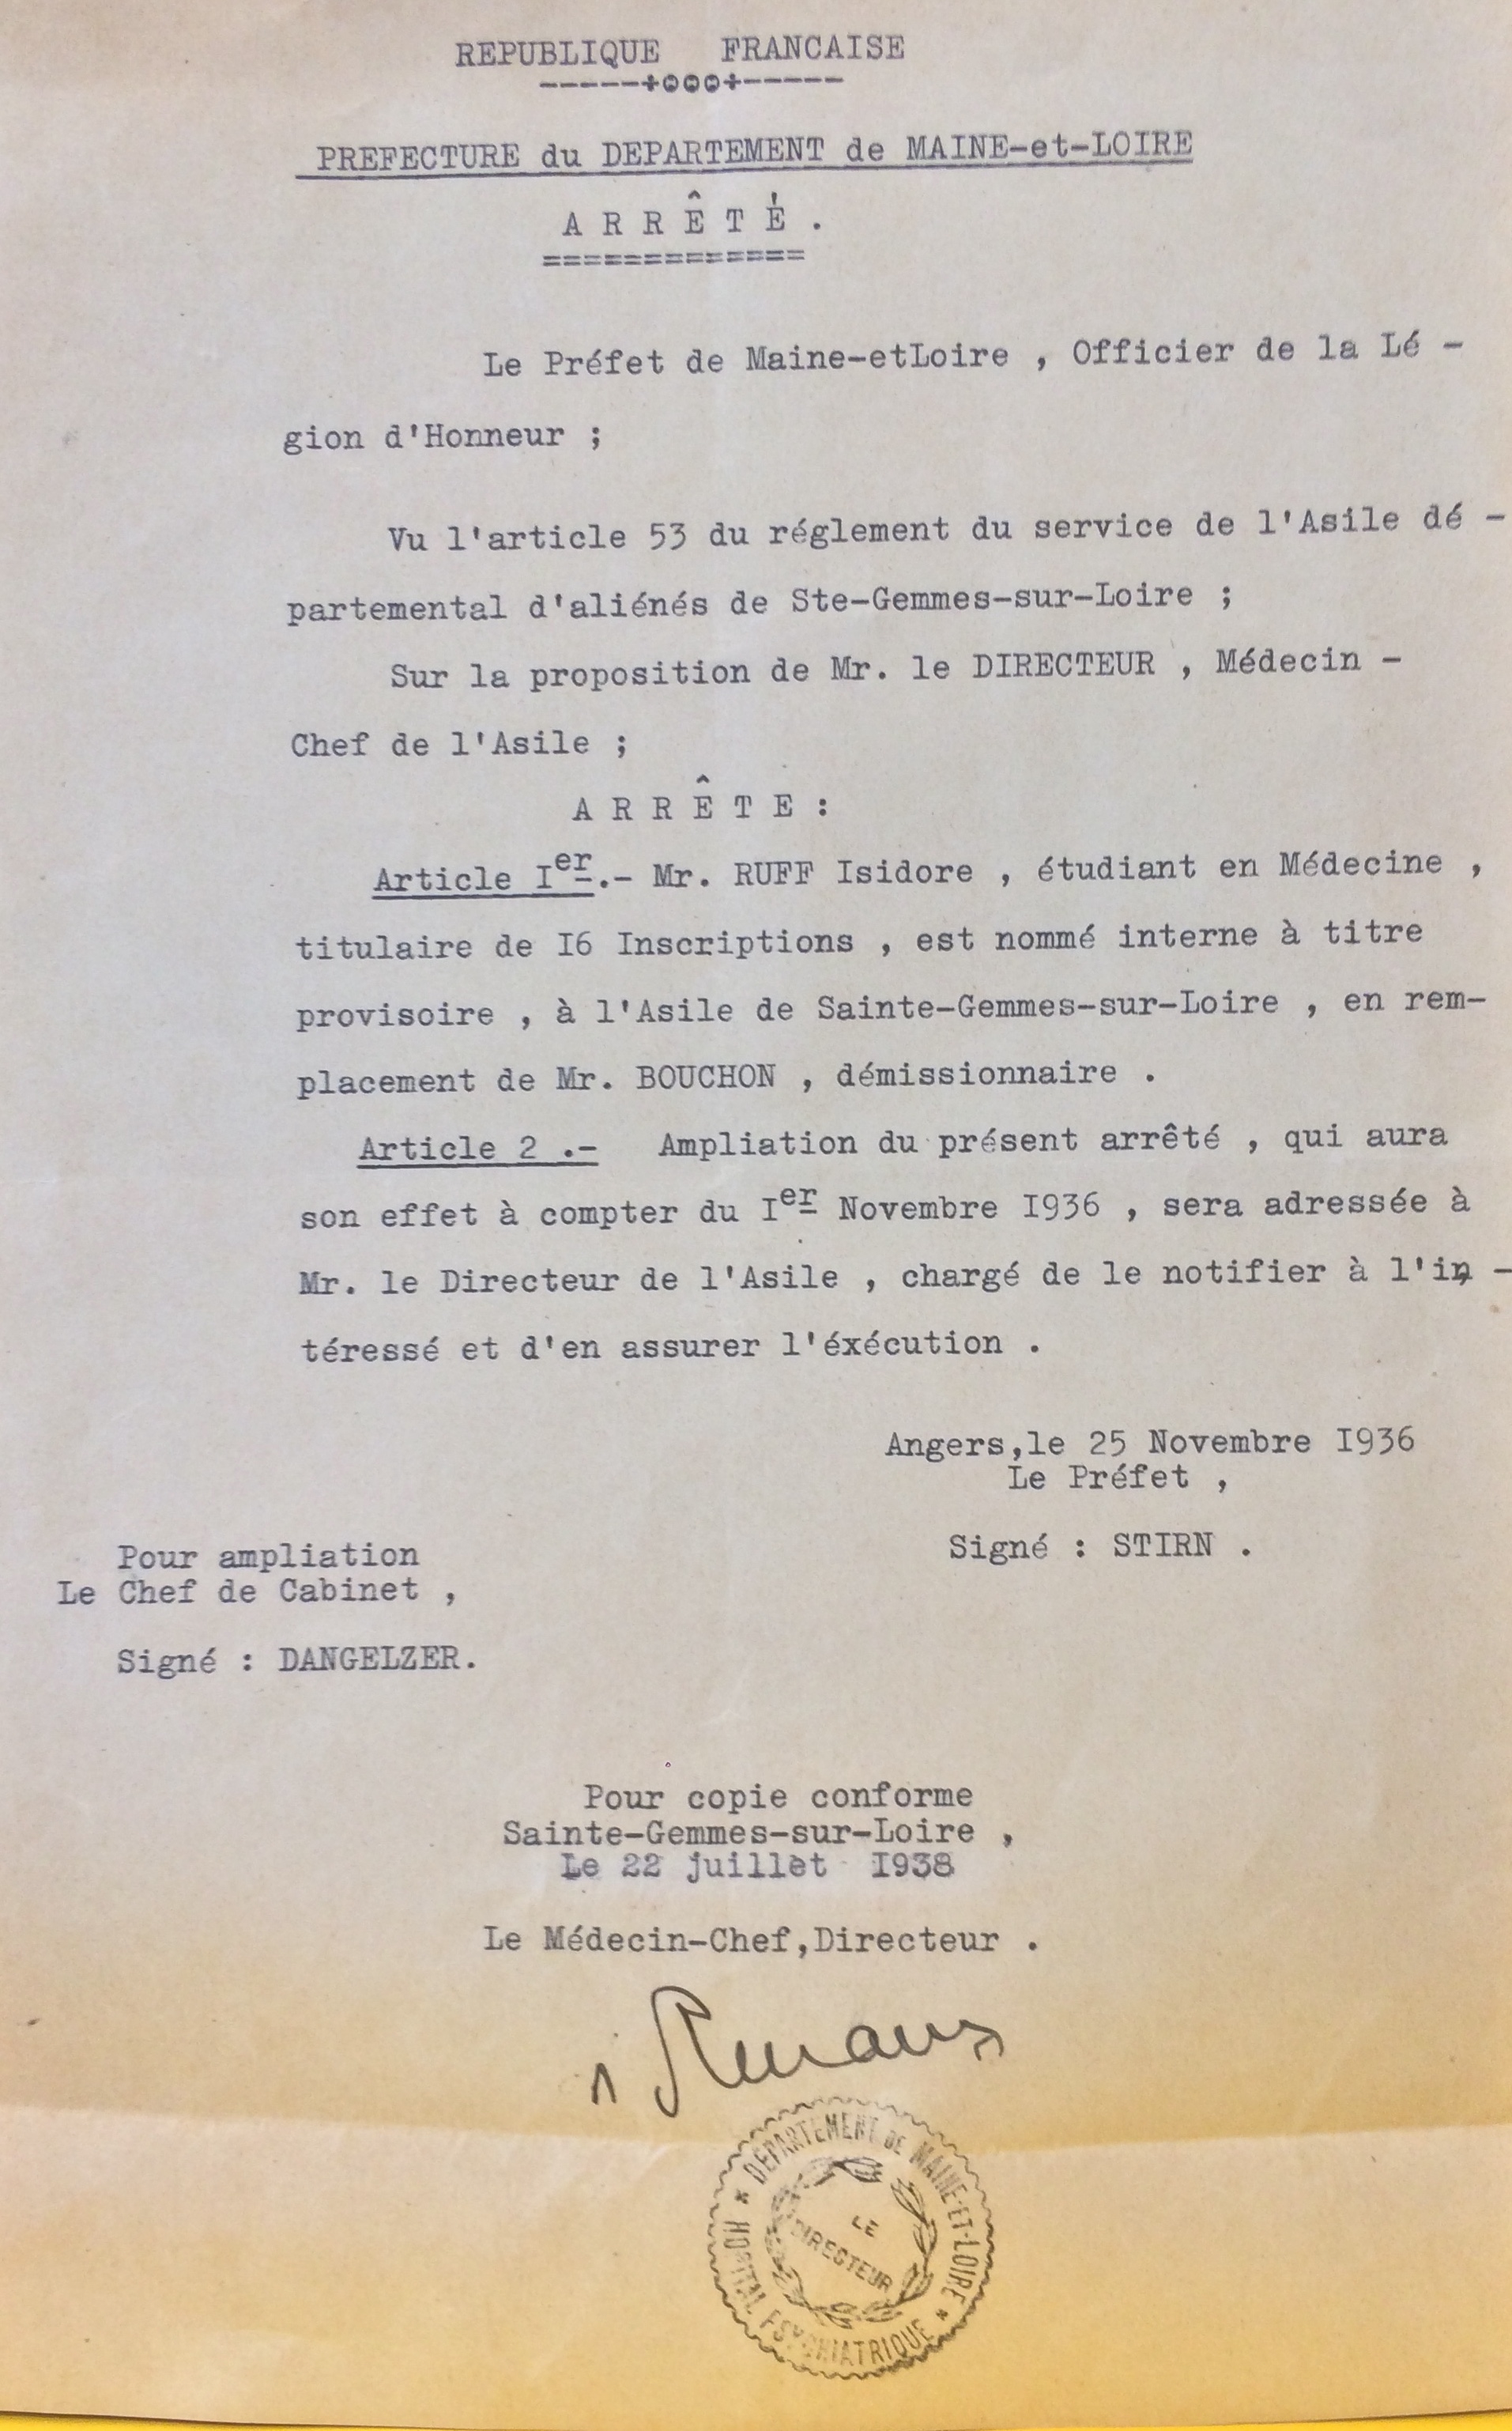 REPUBLIQUE FRANCAISE
-----+000+-----
PREFECTURE du DEPARTEMENT de MAINE-et-LOIRE
A R R Ê T É .
=============
Le Préfet de Maine-etLoire , Officier de la Lé -
gion d'Honneur ;
Vu l'article 53 du réglement du service de l'Asile dé -
partemental d'aliénés de Ste-Gemmes-sur-Loire ;
Sur la proposition de Mr. le DIRECTEUR , Médecin -
Chef de l'Asile ;
A R R Ê T E :
Article Ier.- Mr. RUFF Isidore , étudiant en Médecine ,
titulaire de I6 Inscriptions , est nommé interne à titre
provisoire , à l'Asile de Sainte-Gemmes-sur-Loire , en rem-
placement de Mr. BOUCHON , démissionnaire .
Article 2 .- Ampliation du présent arrêté , qui aura
son effet à compter du Ier Novembre I936 , sera adressée à
Mr. le Directeur de l'Asile , chargé de le notifier à l'in -
téressé et d'en assurer l'éxécution .
Angers,le 25 Novembre I936
Le Préfet ,
Signé : STIRN .
Pour ampliation
Le Chef de Cabinet ,
Signé : DANGELZER.
Pour copie conforme
Sainte-Gemmes-sur-Loire ,
Le 22 juillet I938
Le Médecin-Chef,Directeur .
DEPARTEMENT DE MAINE-ET-LOIRE
LE
DIRECTEUR
HOPITAL PSYCHIATRIQUE